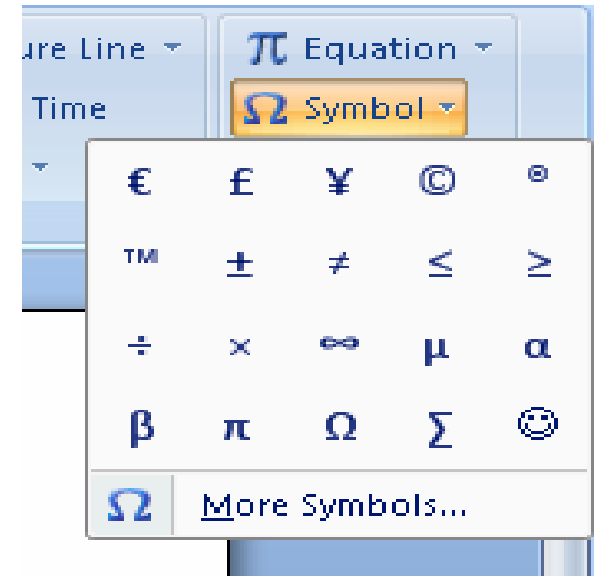 ure Line
π Equation
Time
Ω Symbol
€ £ ¥ © ®
™ ± ≠ ≤ ≥
÷ × ∞ µ α
β π Ω ∑ ☺
Ω More Symbols...